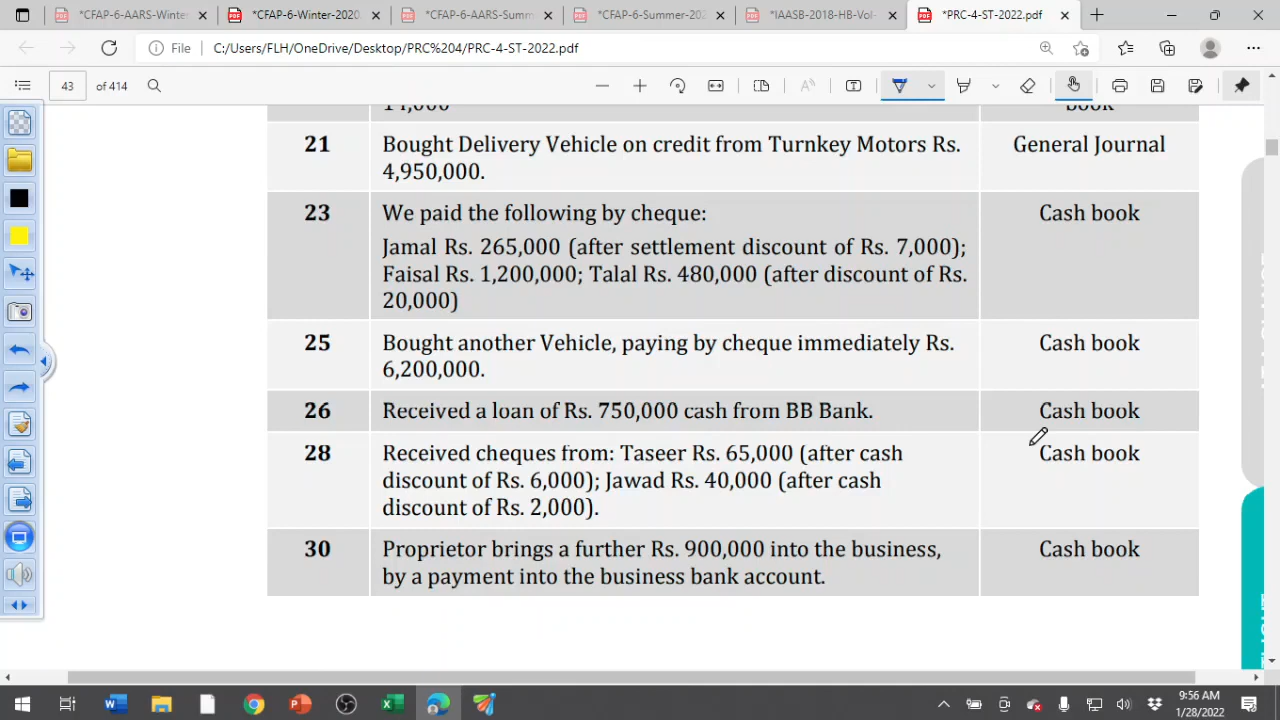 *CFAP-6-AARS-Winter
*CFAP-6-Winter-2020.
*CFAP-6-AARS-Summ
*CFAP-6-Summer-202
*IAASB-2018-HB-Vol-
*PRC-4-ST-2022.pdf
File
C:/Users/FLH/OneDrive/Desktop/PRC%204/PRC-4-ST-2022.pdf
43 of 414
14,000
book
21 Bought Delivery Vehicle on credit from Turnkey Motors Rs. General Journal
4,950,000.
23 We paid the following by cheque: Cash book
Jamal Rs. 265,000 (after settlement discount of Rs. 7,000);
Faisal Rs. 1,200,000; Talal Rs. 480,000 (after discount of Rs.
20,000)
25 Bought another Vehicle, paying by cheque immediately Rs. Cash book
6,200,000.
26 Received a loan of Rs. 750,000 cash from BB Bank. Cash book
28 Received cheques from: Taseer Rs. 65,000 (after cash Cash book
discount of Rs. 6,000); Jawad Rs. 40,000 (after cash
discount of Rs. 2,000).
30 Proprietor brings a further Rs. 900,000 into the business, Cash book
by a payment into the business bank account.
9:56 AM
1/28/2022